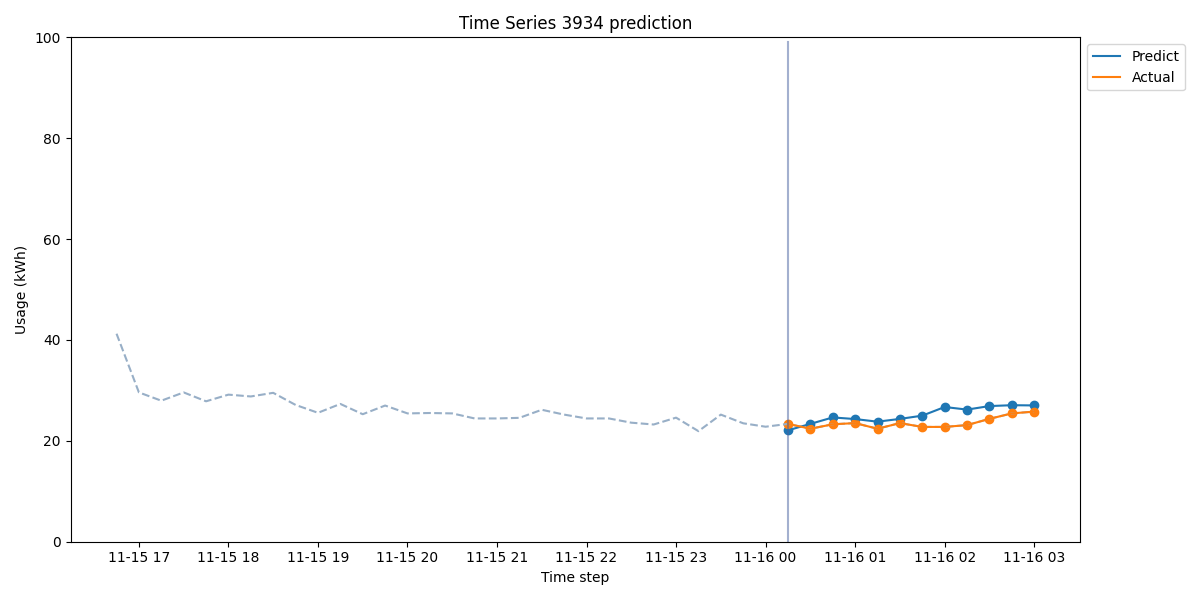 Time Series 3934 prediction
Predict
Actual
100
80
60
40
20
0
Usage (kWh)
11-15 17 11-15 18 11-15 19 11-15 20 11-15 21 11-15 22 11-15 23 11-16 00 11-16 01 11-16 02 11-16 03
Time step